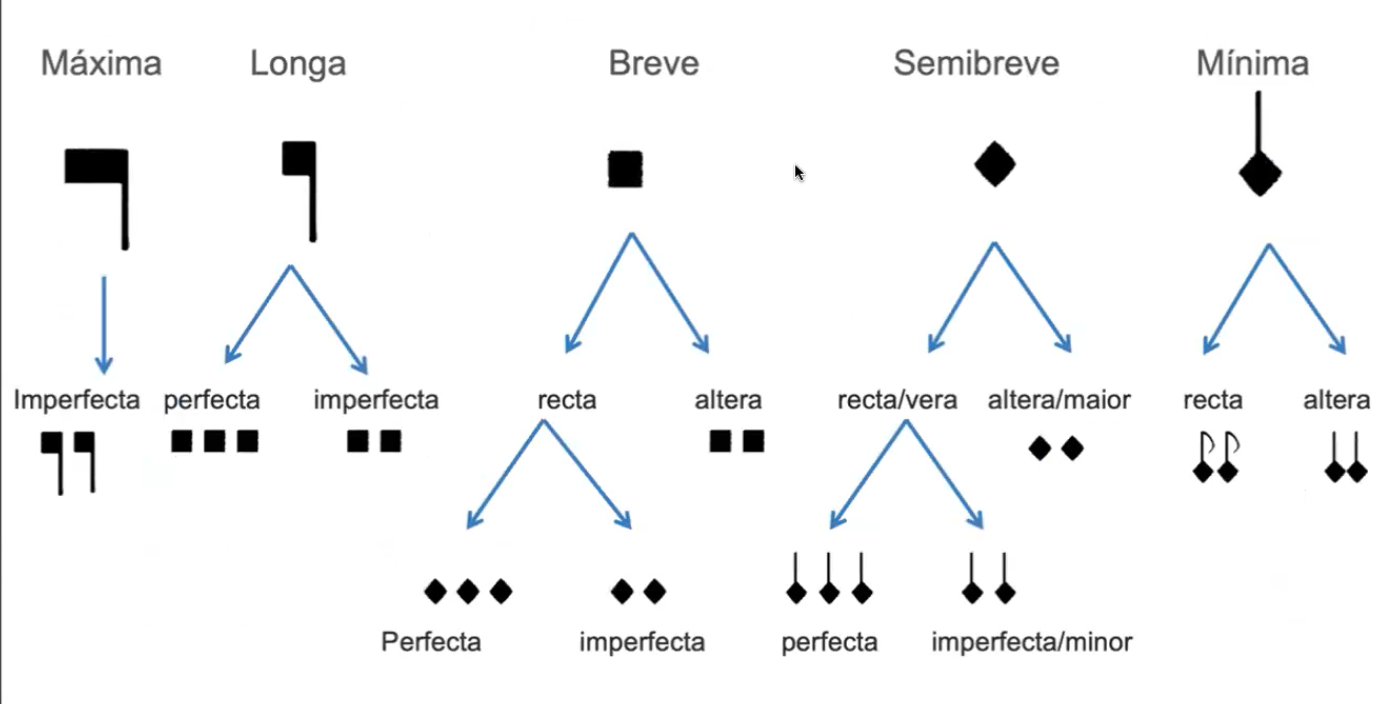 Máxima Longa Breve Semibreve Mínima
Imperfecta perfecta imperfecta recta altera recta/vera altera/maior recta altera
Perfecta imperfecta perfecta imperfecta/minor